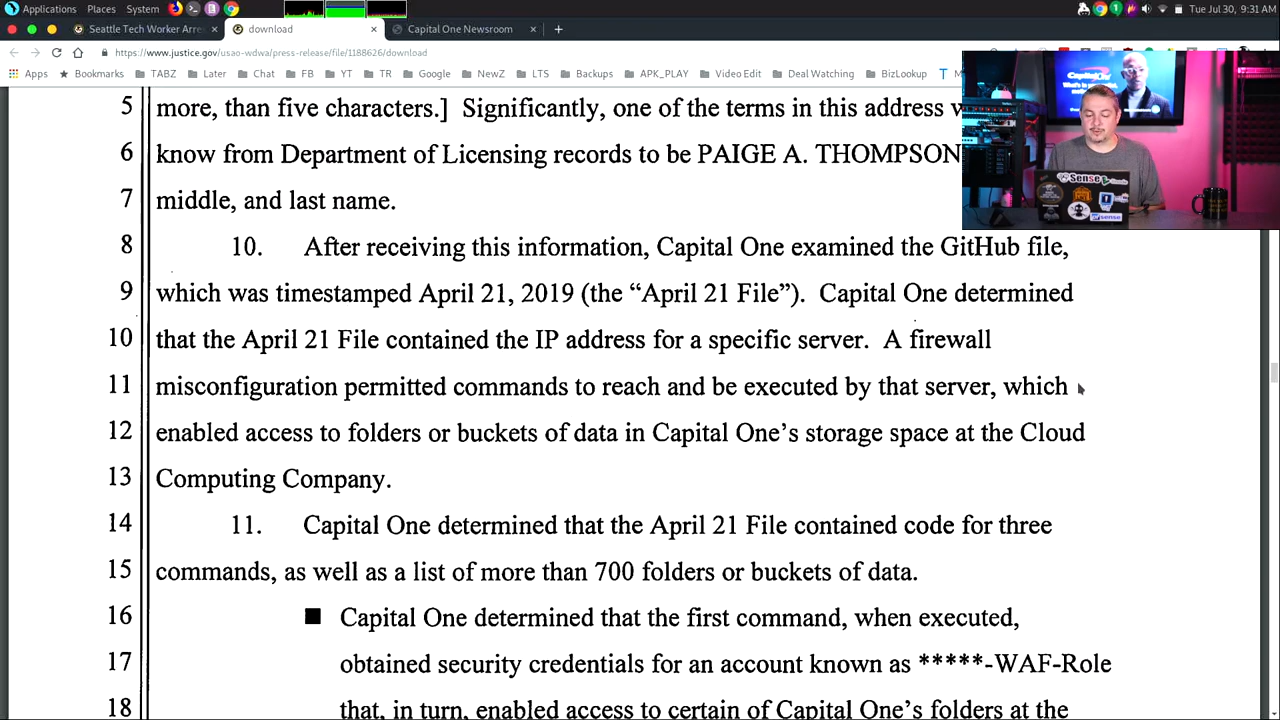 Applications Places System Tue Jul 30, 9:31 AM
Seattle Tech Worker Arre × download × Capital One Newsroom × +
https://www.justice.gov/usao-wdwa/press-release/file/1188626/download
Apps Bookmarks TABZ Later Chat FB YT TR Google NewZ LTS Backups APK_PLAY Video Edit Deal Watching BizLookup T
5 more, than five characters.] Significantly, one of the terms in this address
6 know from Department of Licensing records to be PAIGE A. THOMPSON
7 middle, and last name.
8 10. After receiving this information, Capital One examined the GitHub file,
9 which was timestamped April 21, 2019 (the “April 21 File”). Capital One determined
10 that the April 21 File contained the IP address for a specific server. A firewall
11 misconfiguration permitted commands to reach and be executed by that server, which
12 enabled access to folders or buckets of data in Capital One’s storage space at the Cloud
13 Computing Company.
14 11. Capital One determined that the April 21 File contained code for three
15 commands, as well as a list of more than 700 folders or buckets of data.
16 ■ Capital One determined that the first command, when executed,
17 obtained security credentials for an account known as *****-WAF-Role
18 that, in turn, enabled access to certain of Capital One’s folders at the
Sense
sense